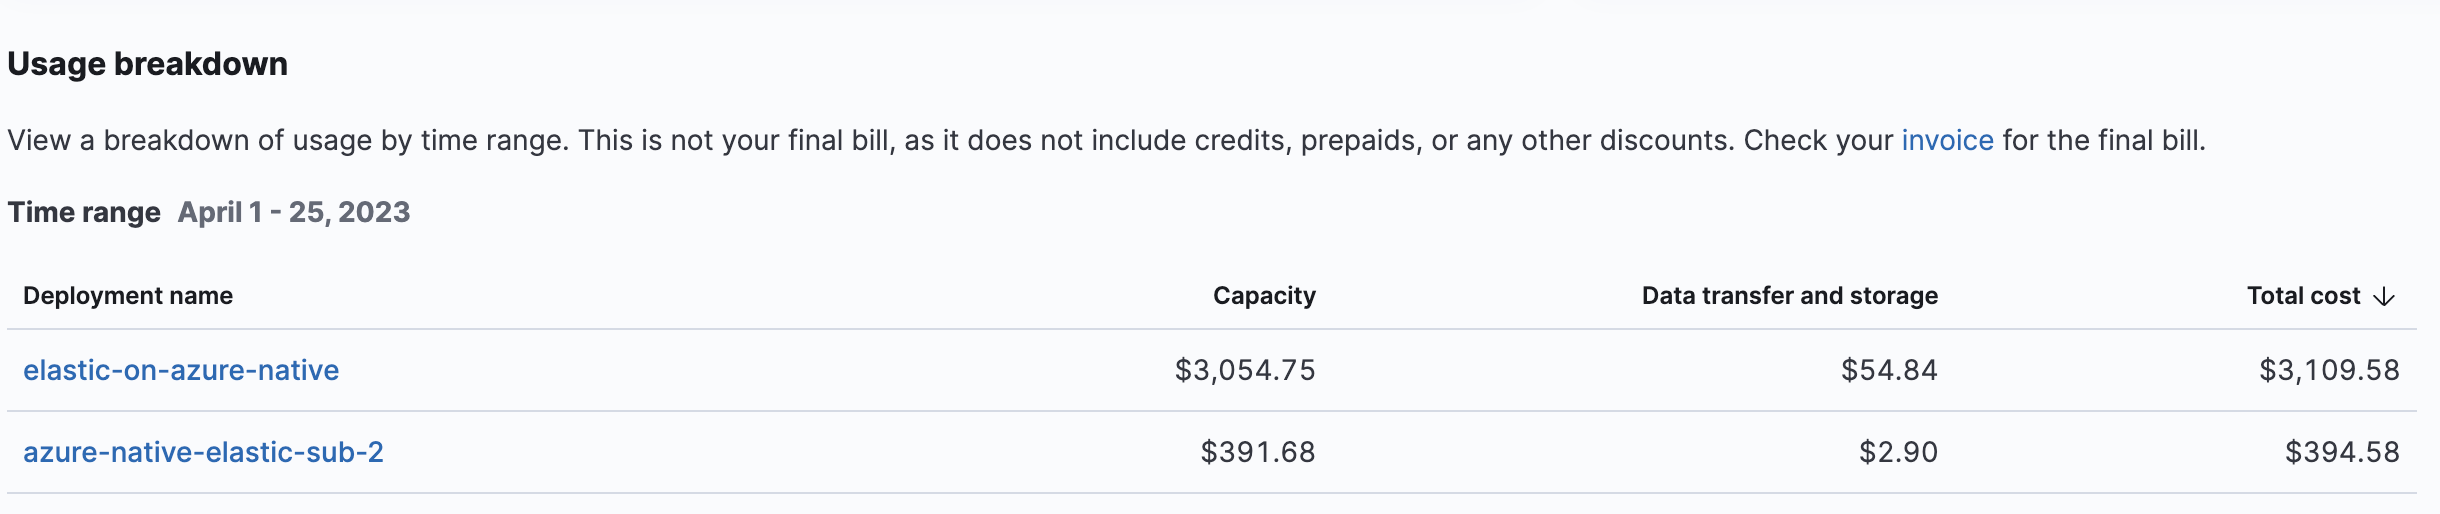 Usage breakdown
View a breakdown of usage by time range. This is not your final bill, as it does not include credits, prepaids, or any other discounts. Check your invoice for the final bill.
Time range April 1 - 25, 2023
Deployment name Capacity Data transfer and storage Total cost ↓
elastic-on-azure-native $3,054.75 $54.84 $3,109.58
azure-native-elastic-sub-2 $391.68 $2.90 $394.58